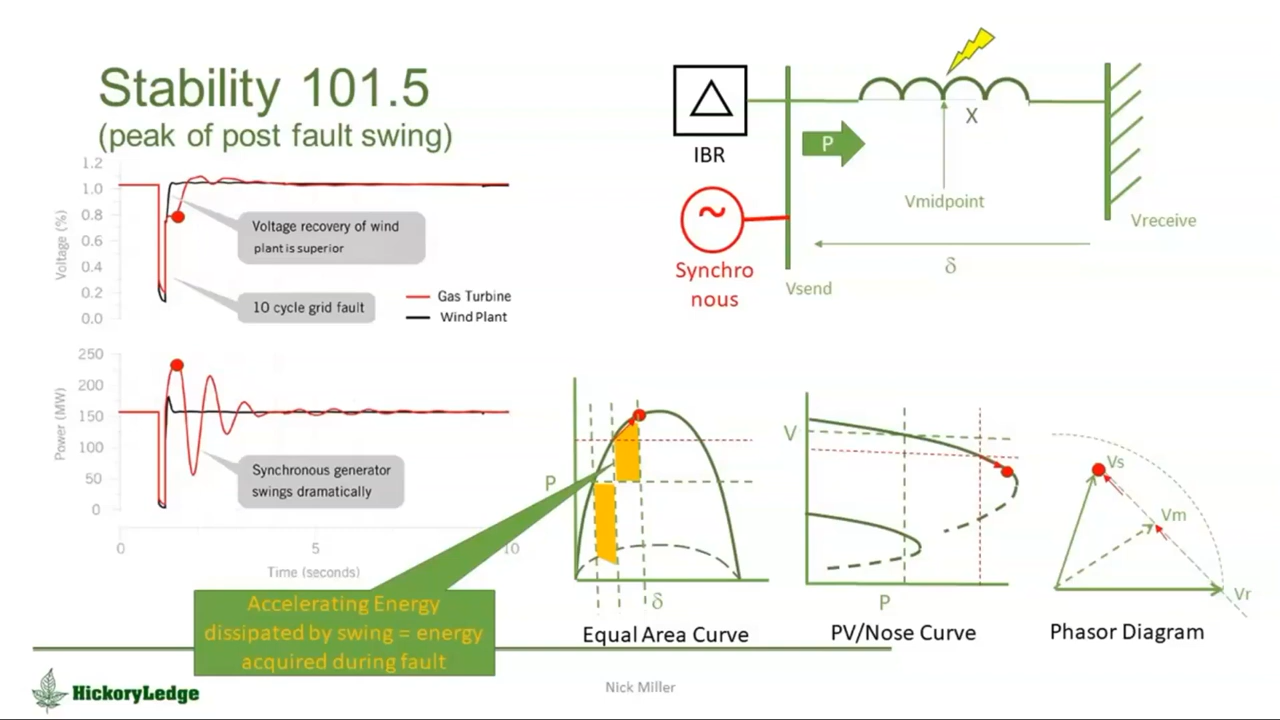 Stability 101.5
(peak of post fault swing)
1.2
1.0
0.8
0.6
0.4
0.2
0.0
Voltage (%)
Voltage recovery of wind
plant is superior
10 cycle grid fault
Gas Turbine
Wind Plant
250
200
150
100
50
0
Power (MW)
Synchronous generator
swings dramatically
0
5
10
Time (seconds)
Accelerating Energy
dissipated by swing = energy
acquired during fault
IBR
~
Synchro
nous
P
X
Vmidpoint
δ
Vsend
Vreceive
P
δ
Equal Area Curve
V
P
PV/Nose Curve
Vs
Vm
Vr
Phasor Diagram
HickoryLedge
Nick Miller